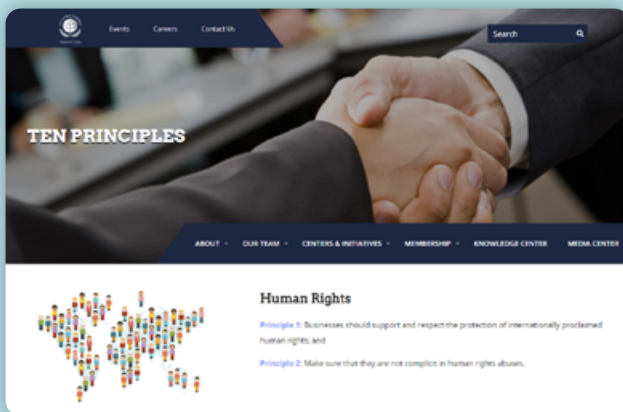 Events Careers Contact Us
Search
TEN PRINCIPLES
ABOUT OUR TEAM CENTERS & INITIATIVES MEMBERSHIP KNOWLEDGE CENTER MEDIA CENTER
Human Rights
Principle 1: Businesses should support and respect the protection of internationally proclaimed
human rights; and
Principle 2: Make sure that they are not complicit in human rights abuses.